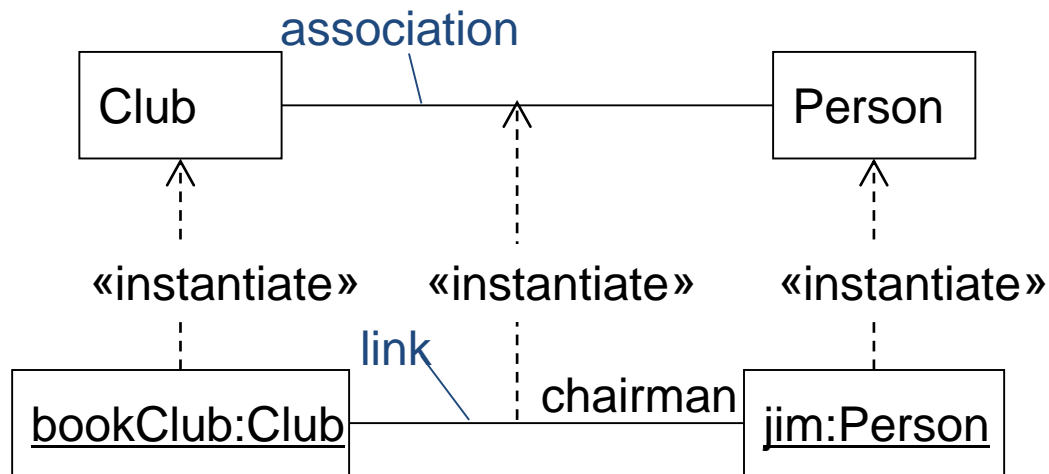 association
Club
Person
«instantiate»
«instantiate»
«instantiate»
link
chairman
bookClub:Club
jim:Person